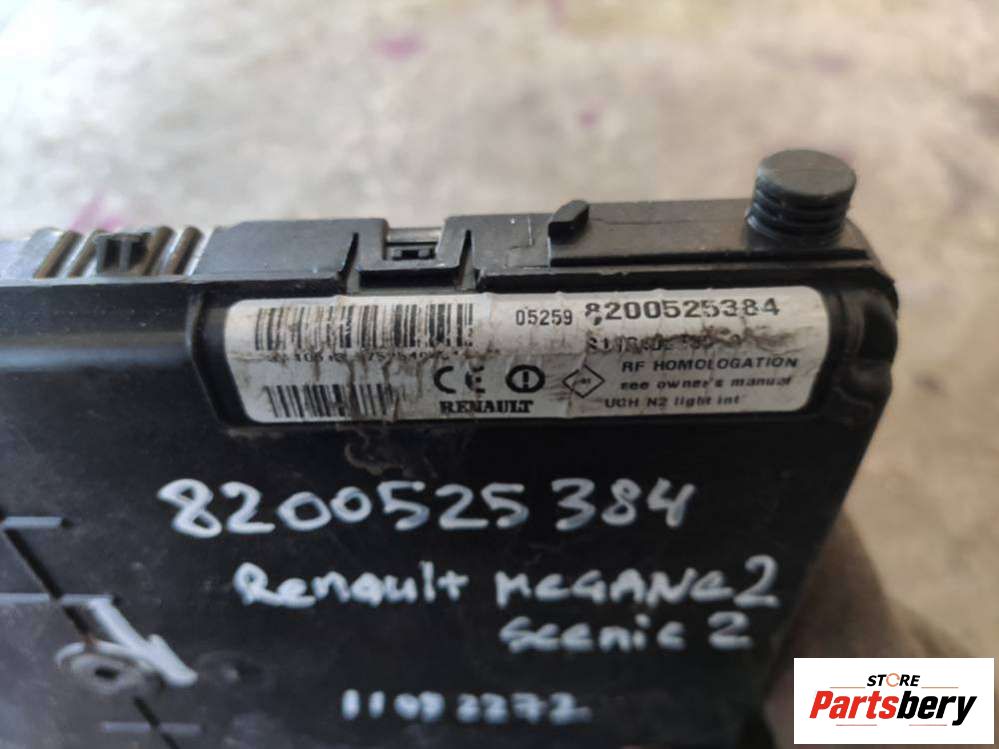 05259 8200525384
RF HOMOLOGATION
see owner's manual
RENAULT
UCH N2 light int
8200525384
Renault MEGANE2
Scenic 2
STORE
Partsbery